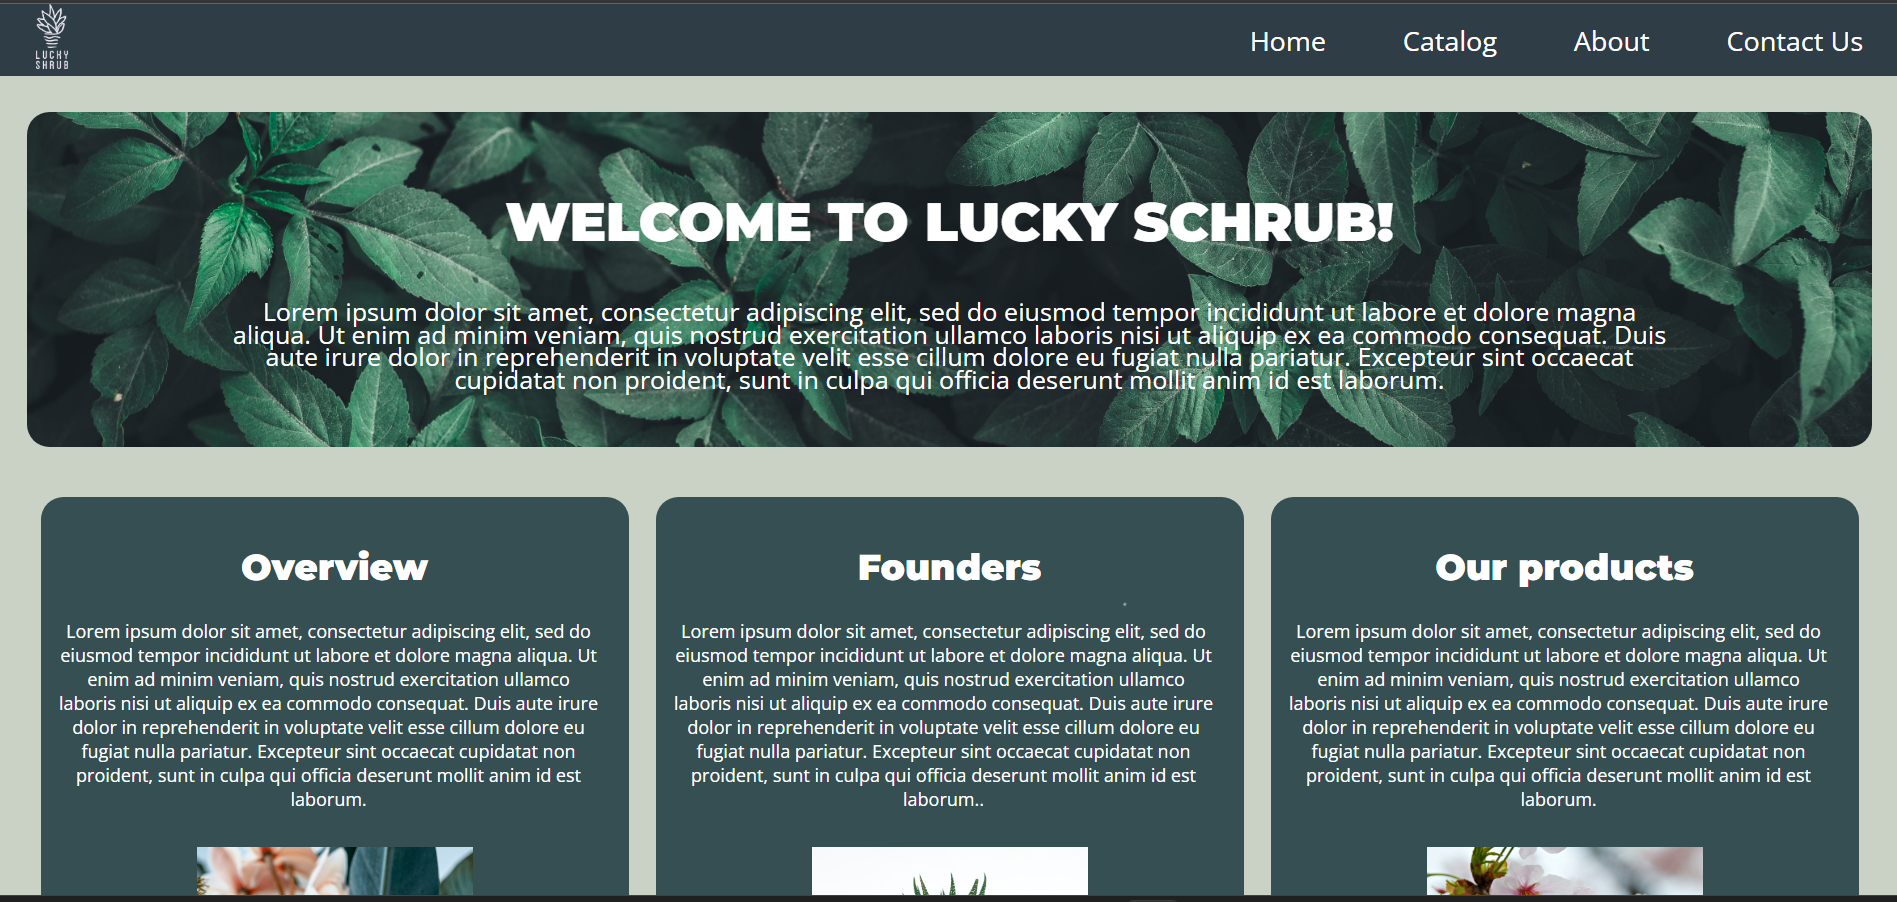 LUCKY
SHRUB
Home Catalog About Contact Us
WELCOME TO LUCKY SCHRUB!
Lorem ipsum dolor sit amet, consectetur adipiscing elit, sed do eiusmod tempor incididunt ut labore et dolore magna
aliqua. Ut enim ad minim veniam, quis nostrud exercitation ullamco laboris nisi ut aliquip ex ea commodo consequat. Duis
aute irure dolor in reprehenderit in voluptate velit esse cillum dolore eu fugiat nulla pariatur. Excepteur sint occaecat
cupidatat non proident, sunt in culpa qui officia deserunt mollit anim id est laborum.
Overview
Lorem ipsum dolor sit amet, consectetur adipiscing elit, sed do
eiusmod tempor incididunt ut labore et dolore magna aliqua. Ut
enim ad minim veniam, quis nostrud exercitation ullamco
laboris nisi ut aliquip ex ea commodo consequat. Duis aute irure
dolor in reprehenderit in voluptate velit esse cillum dolore eu
fugiat nulla pariatur. Excepteur sint occaecat cupidatat non
proident, sunt in culpa qui officia deserunt mollit anim id est
laborum.
Founders
Lorem ipsum dolor sit amet, consectetur adipiscing elit, sed do
eiusmod tempor incididunt ut labore et dolore magna aliqua. Ut
enim ad minim veniam, quis nostrud exercitation ullamco
laboris nisi ut aliquip ex ea commodo consequat. Duis aute irure
dolor in reprehenderit in voluptate velit esse cillum dolore eu
fugiat nulla pariatur. Excepteur sint occaecat cupidatat non
proident, sunt in culpa qui officia deserunt mollit anim id est
laborum..
Our products
Lorem ipsum dolor sit amet, consectetur adipiscing elit, sed do
eiusmod tempor incididunt ut labore et dolore magna aliqua. Ut
enim ad minim veniam, quis nostrud exercitation ullamco
laboris nisi ut aliquip ex ea commodo consequat. Duis aute irure
dolor in reprehenderit in voluptate velit esse cillum dolore eu
fugiat nulla pariatur. Excepteur sint occaecat cupidatat non
proident, sunt in culpa qui officia deserunt mollit anim id est
laborum.